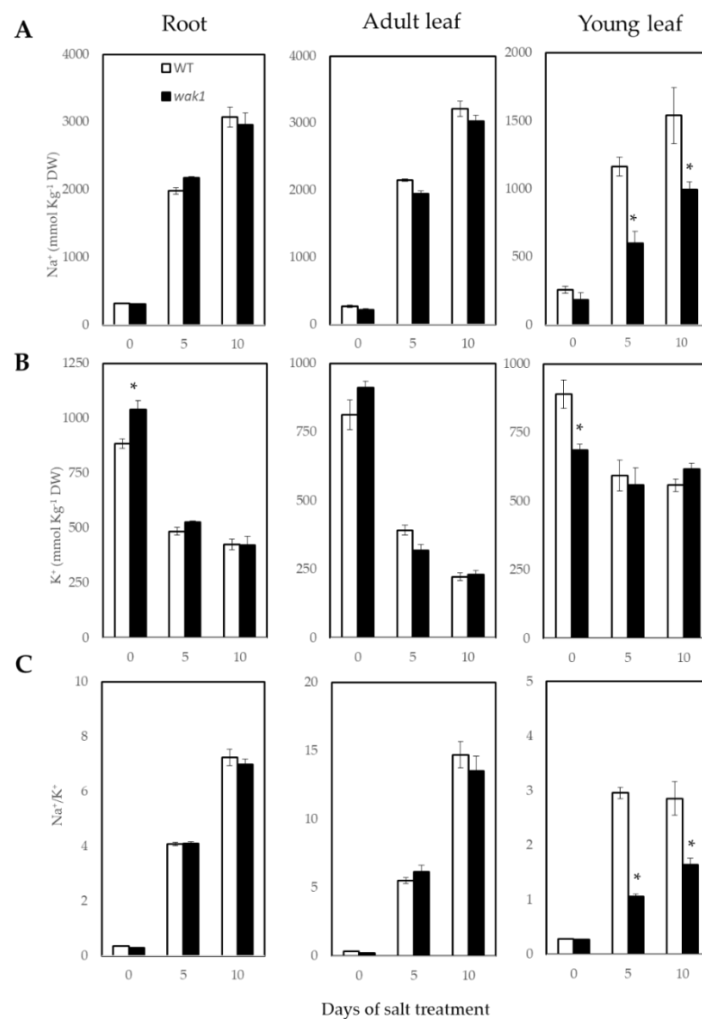 Root Adult leaf Young leaf
A
Na⁺ (mmol Kg⁻¹ DW)
4000
3000
2000
1000
0
WT
wak1
0 5 10
4000
3000
2000
1000
0
0 5 10
2000
1500
1000
500
0
* *
0 5 10
B
K⁺ (mmol Kg⁻¹ DW)
1250
1000
750
500
250
0
*
0 5 10
1000
750
500
250
0
0 5 10
1000
750
500
250
0
*
0 5 10
C
Na⁺/K⁺
10
8
6
4
2
0
0 5 10
20
15
10
5
0
0 5 10
5
4
3
2
1
0
* *
0 5 10
Days of salt treatment